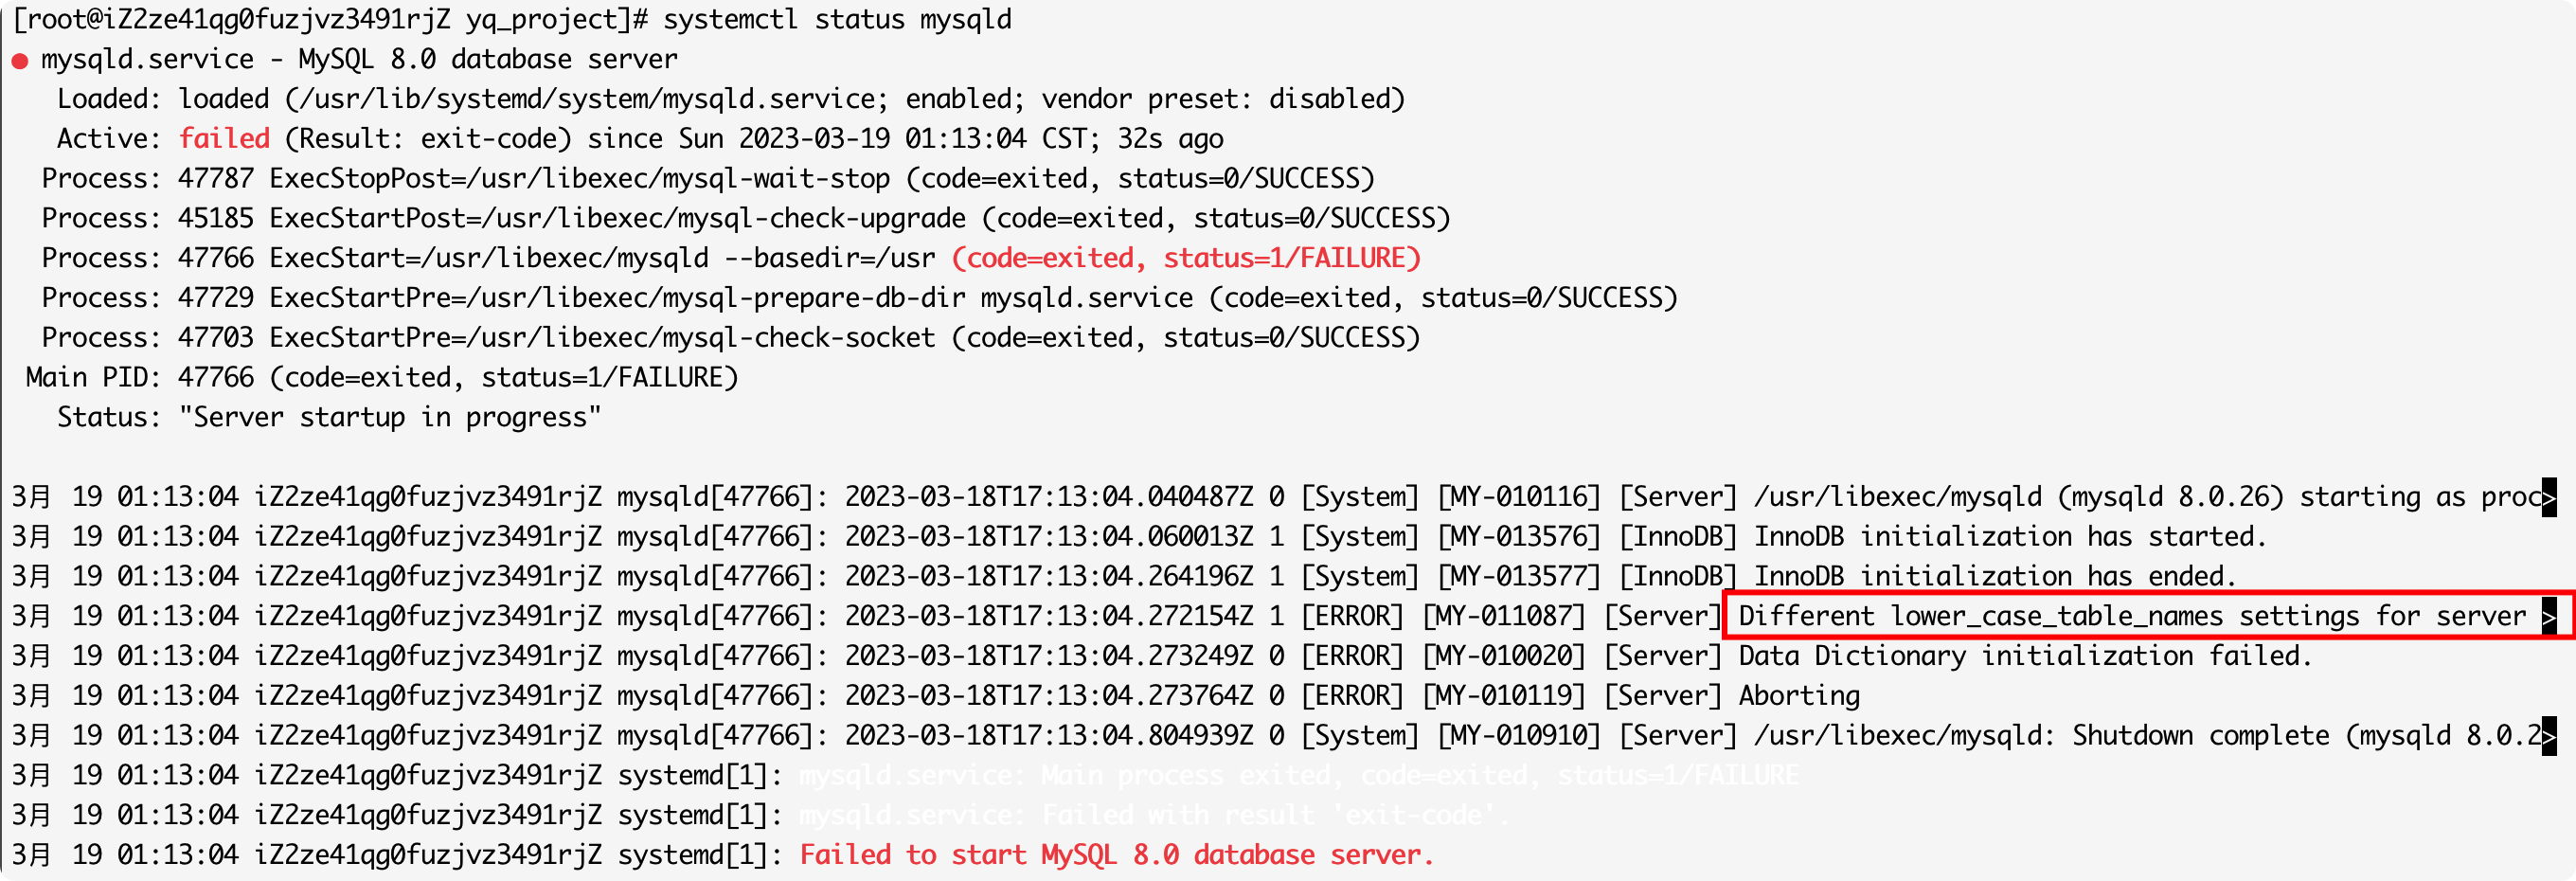 [root@iZ2ze41qg0fuzjvz3491rjZ yq_project]# systemctl status mysqld
● mysqld.service - MySQL 8.0 database server
Loaded: loaded (/usr/lib/systemd/system/mysqld.service; enabled; vendor preset: disabled)
Active: failed (Result: exit-code) since Sun 2023-03-19 01:13:04 CST; 32s ago
Process: 47787 ExecStopPost=/usr/libexec/mysql-wait-stop (code=exited, status=0/SUCCESS)
Process: 45185 ExecStartPost=/usr/libexec/mysql-check-upgrade (code=exited, status=0/SUCCESS)
Process: 47766 ExecStart=/usr/libexec/mysqld --basedir=/usr (code=exited, status=1/FAILURE)
Process: 47729 ExecStartPre=/usr/libexec/mysql-prepare-db-dir mysqld.service (code=exited, status=0/SUCCESS)
Process: 47703 ExecStartPre=/usr/libexec/mysql-check-socket (code=exited, status=0/SUCCESS)
Main PID: 47766 (code=exited, status=1/FAILURE)
Status: "Server startup in progress"
3月 19 01:13:04 iZ2ze41qg0fuzjvz3491rjZ mysqld[47766]: 2023-03-18T17:13:04.040487Z 0 [System] [MY-010116] [Server] /usr/libexec/mysqld (mysqld 8.0.26) starting as proc>
3月 19 01:13:04 iZ2ze41qg0fuzjvz3491rjZ mysqld[47766]: 2023-03-18T17:13:04.060013Z 1 [System] [MY-013576] [InnoDB] InnoDB initialization has started.
3月 19 01:13:04 iZ2ze41qg0fuzjvz3491rjZ mysqld[47766]: 2023-03-18T17:13:04.264196Z 1 [System] [MY-013577] [InnoDB] InnoDB initialization has ended.
3月 19 01:13:04 iZ2ze41qg0fuzjvz3491rjZ mysqld[47766]: 2023-03-18T17:13:04.272154Z 1 [ERROR] [MY-011087] [Server] Different lower_case_table_names settings for server >
3月 19 01:13:04 iZ2ze41qg0fuzjvz3491rjZ mysqld[47766]: 2023-03-18T17:13:04.273249Z 0 [ERROR] [MY-010020] [Server] Data Dictionary initialization failed.
3月 19 01:13:04 iZ2ze41qg0fuzjvz3491rjZ mysqld[47766]: 2023-03-18T17:13:04.273764Z 0 [ERROR] [MY-010119] [Server] Aborting
3月 19 01:13:04 iZ2ze41qg0fuzjvz3491rjZ mysqld[47766]: 2023-03-18T17:13:04.804939Z 0 [System] [MY-010910] [Server] /usr/libexec/mysqld: Shutdown complete (mysqld 8.0.2>
3月 19 01:13:04 iZ2ze41qg0fuzjvz3491rjZ systemd[1]: mysqld.service: Main process exited, code=exited, status=1/FAILURE
3月 19 01:13:04 iZ2ze41qg0fuzjvz3491rjZ systemd[1]: mysqld.service: Failed with result 'exit-code'.
3月 19 01:13:04 iZ2ze41qg0fuzjvz3491rjZ systemd[1]: Failed to start MySQL 8.0 database server.